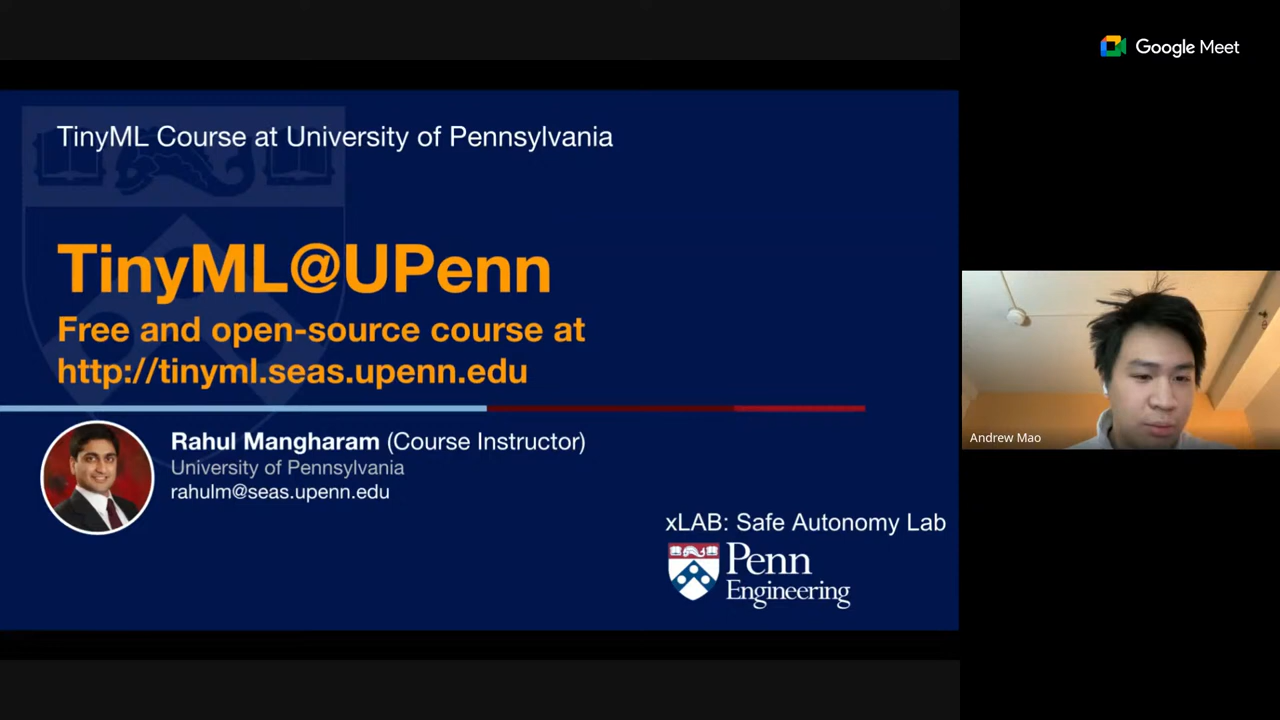 TinyML Course at University of Pennsylvania
TinyML@UPenn
Free and open-source course at
http://tinyml.seas.upenn.edu
Rahul Mangharam (Course Instructor)
University of Pennsylvania
rahulm@seas.upenn.edu
xLAB: Safe Autonomy Lab
Penn
Engineering
Google Meet
Andrew Mao